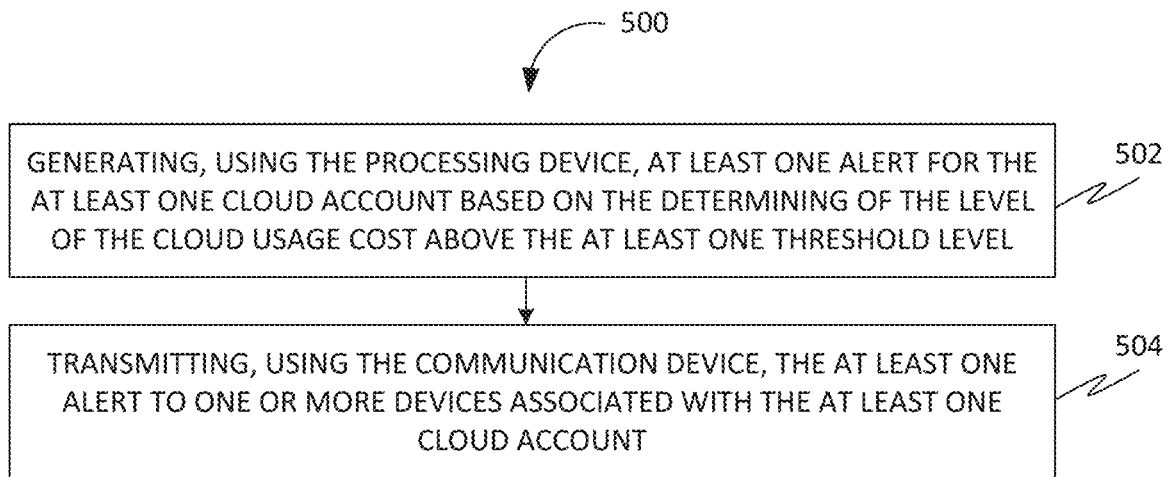 500
GENERATING, USING THE PROCESSING DEVICE, AT LEAST ONE ALERT FOR THE
AT LEAST ONE CLOUD ACCOUNT BASED ON THE DETERMINING OF THE LEVEL
OF THE CLOUD USAGE COST ABOVE THE AT LEAST ONE THRESHOLD LEVEL
502
TRANSMITTING, USING THE COMMUNICATION DEVICE, THE AT LEAST ONE
ALERT TO ONE OR MORE DEVICES ASSOCIATED WITH THE AT LEAST ONE
CLOUD ACCOUNT
504